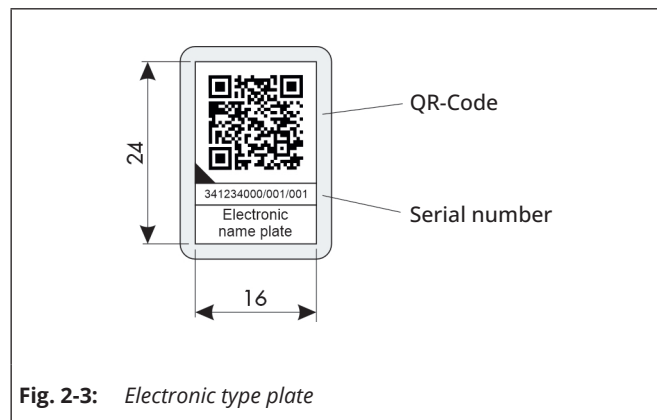 QR-Code
24
341234000/001/001
Serial number
Electronic
name plate
16
Fig. 2-3: Electronic type plate